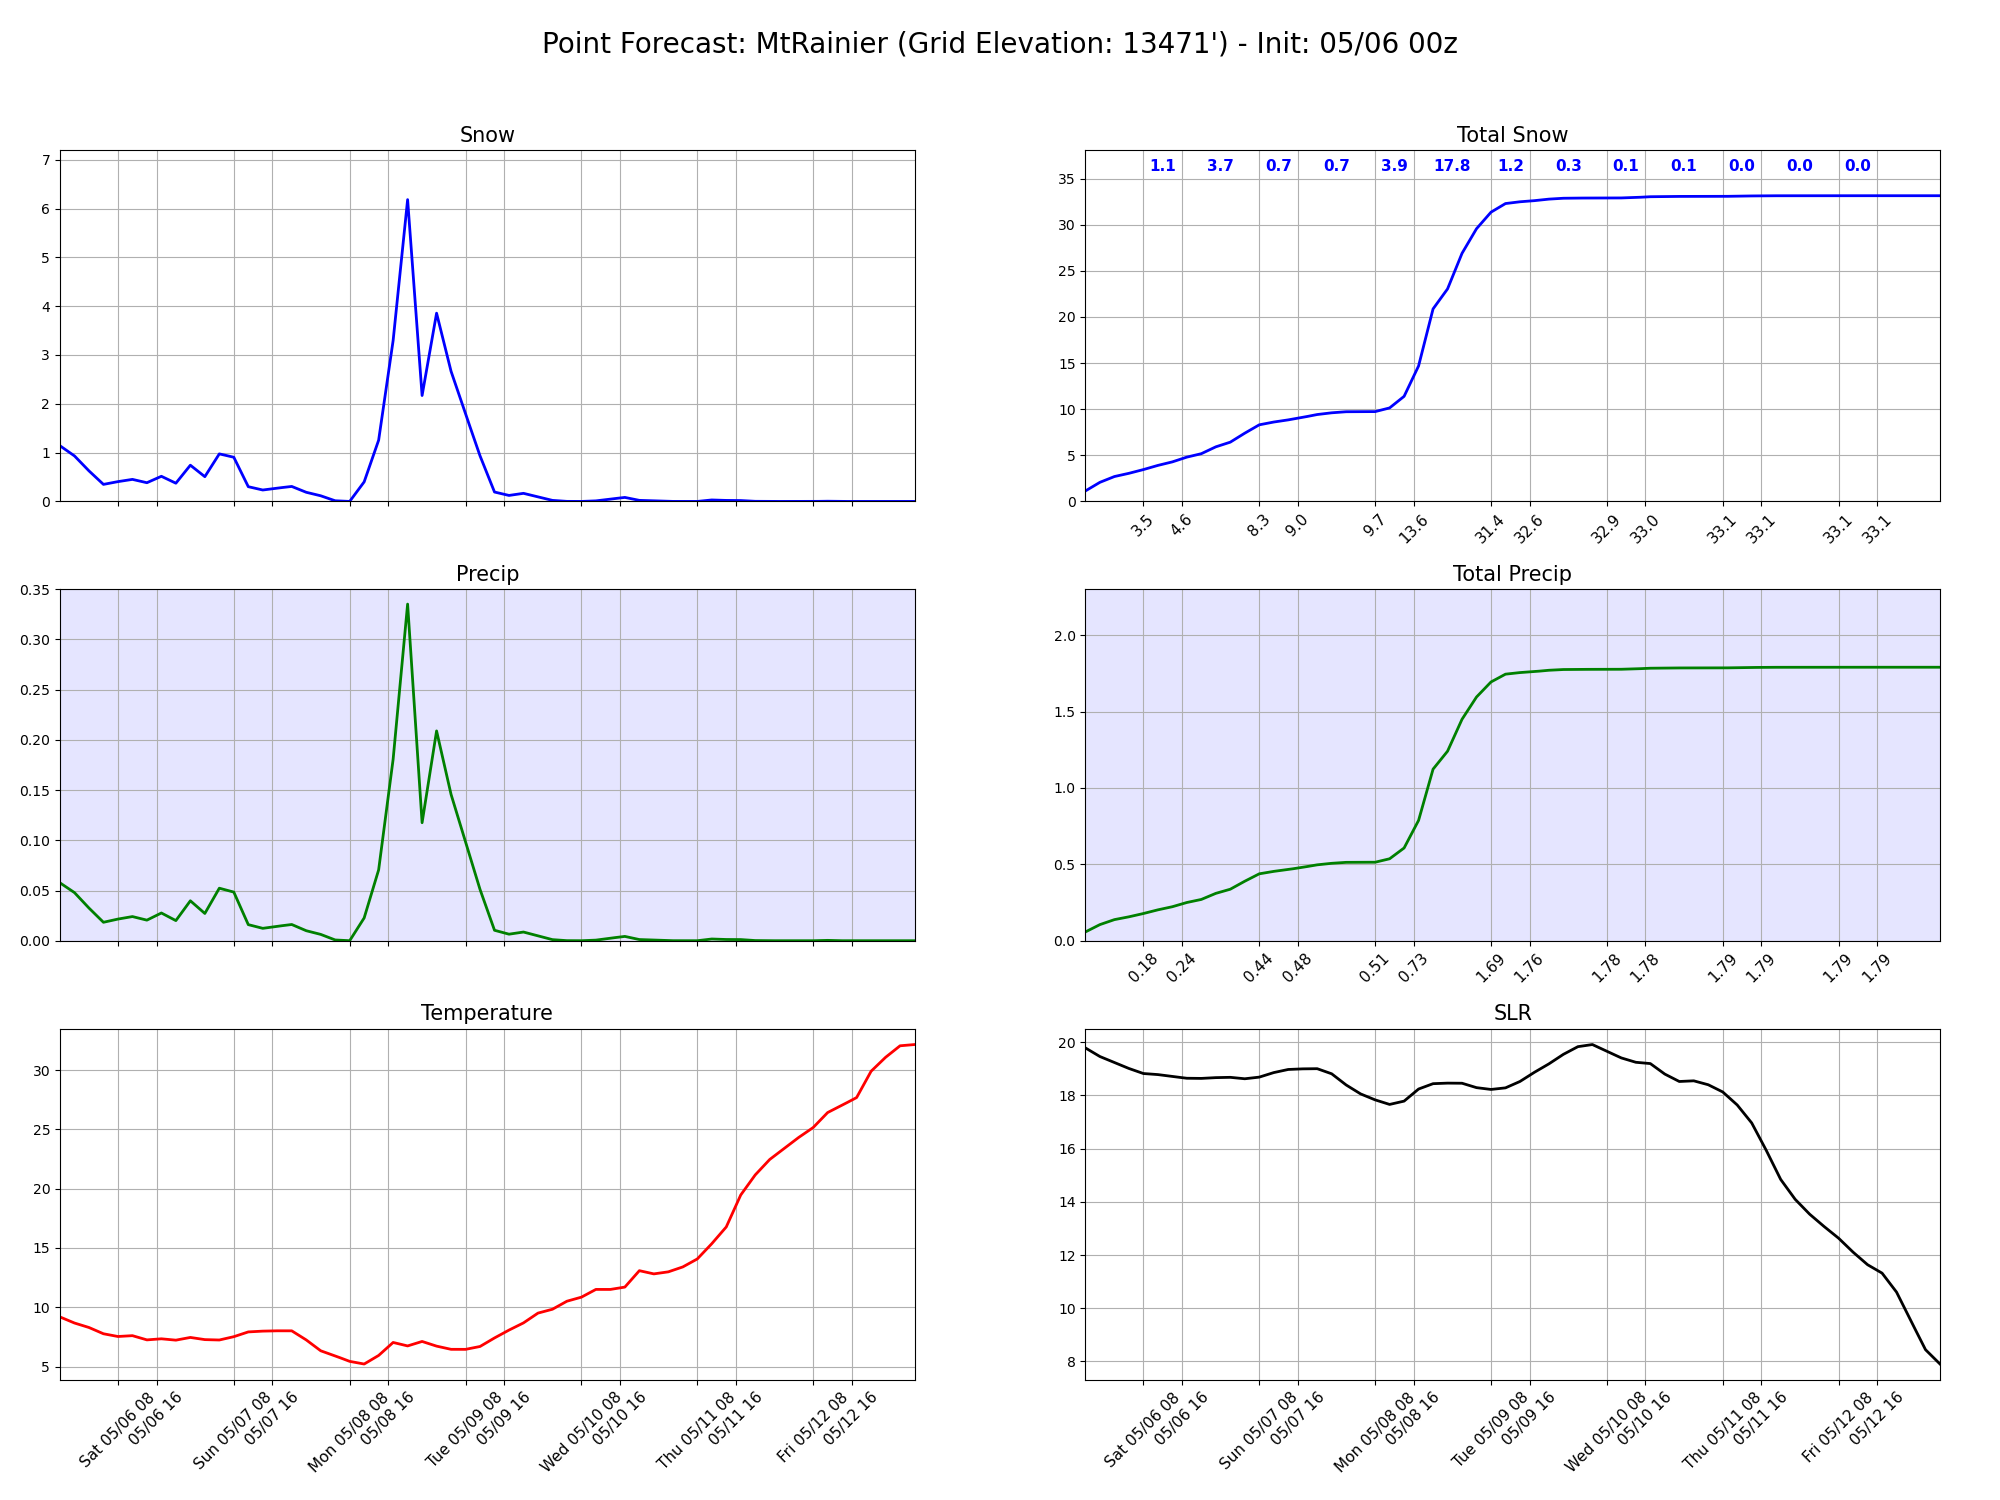 Point Forecast: MtRainier (Grid Elevation: 13471') - Init: 05/06 00z
Snow
7
6
5
4
3
2
1
0
Total Snow
1.1 3.7 0.7 0.7 3.9 17.8 1.2 0.3 0.1 0.1 0.0 0.0 0.0
35
30
25
20
15
10
5
0
3.5 4.6 8.3 9.0 9.7 13.6 31.4 32.6 32.9 33.0 33.1 33.1 33.1 33.1
Precip
0.35
0.30
0.25
0.20
0.15
0.10
0.05
0.00
Total Precip
2.0
1.5
1.0
0.5
0.0
0.18 0.24 0.44 0.48 0.51 0.73 1.69 1.76 1.78 1.78 1.79 1.79 1.79 1.79
Temperature
30
25
20
15
10
5
Sat 05/06 08
05/06 16
Sun 05/07 08
05/07 16
Mon 05/08 08
05/08 16
Tue 05/09 08
05/09 16
Wed 05/10 08
05/10 16
Thu 05/11 08
05/11 16
Fri 05/12 08
05/12 16
SLR
20
18
16
14
12
10
8
Sat 05/06 08
05/06 16
Sun 05/07 08
05/07 16
Mon 05/08 08
05/08 16
Tue 05/09 08
05/09 16
Wed 05/10 08
05/10 16
Thu 05/11 08
05/11 16
Fri 05/12 08
05/12 16